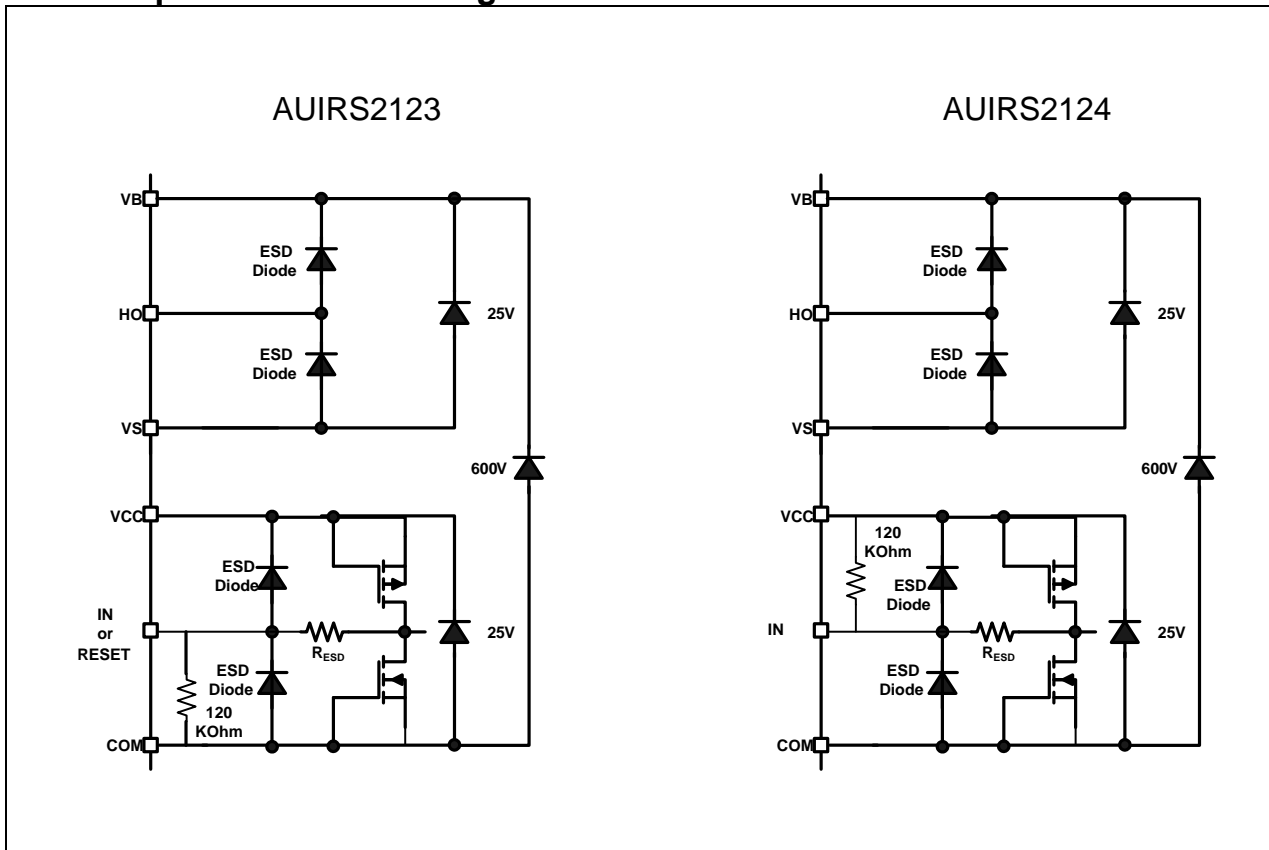 AUIRS2123
VB
ESD
Diode
HO
25V
ESD
Diode
VS
600V
VCC
ESD
Diode
IN
or
RESET
RESD
25V
ESD
Diode
120
KOhm
COM
AUIRS2124
VB
ESD
Diode
HO
25V
ESD
Diode
VS
600V
VCC
120
KOhm
ESD
Diode
IN
RESD
25V
ESD
Diode
COM